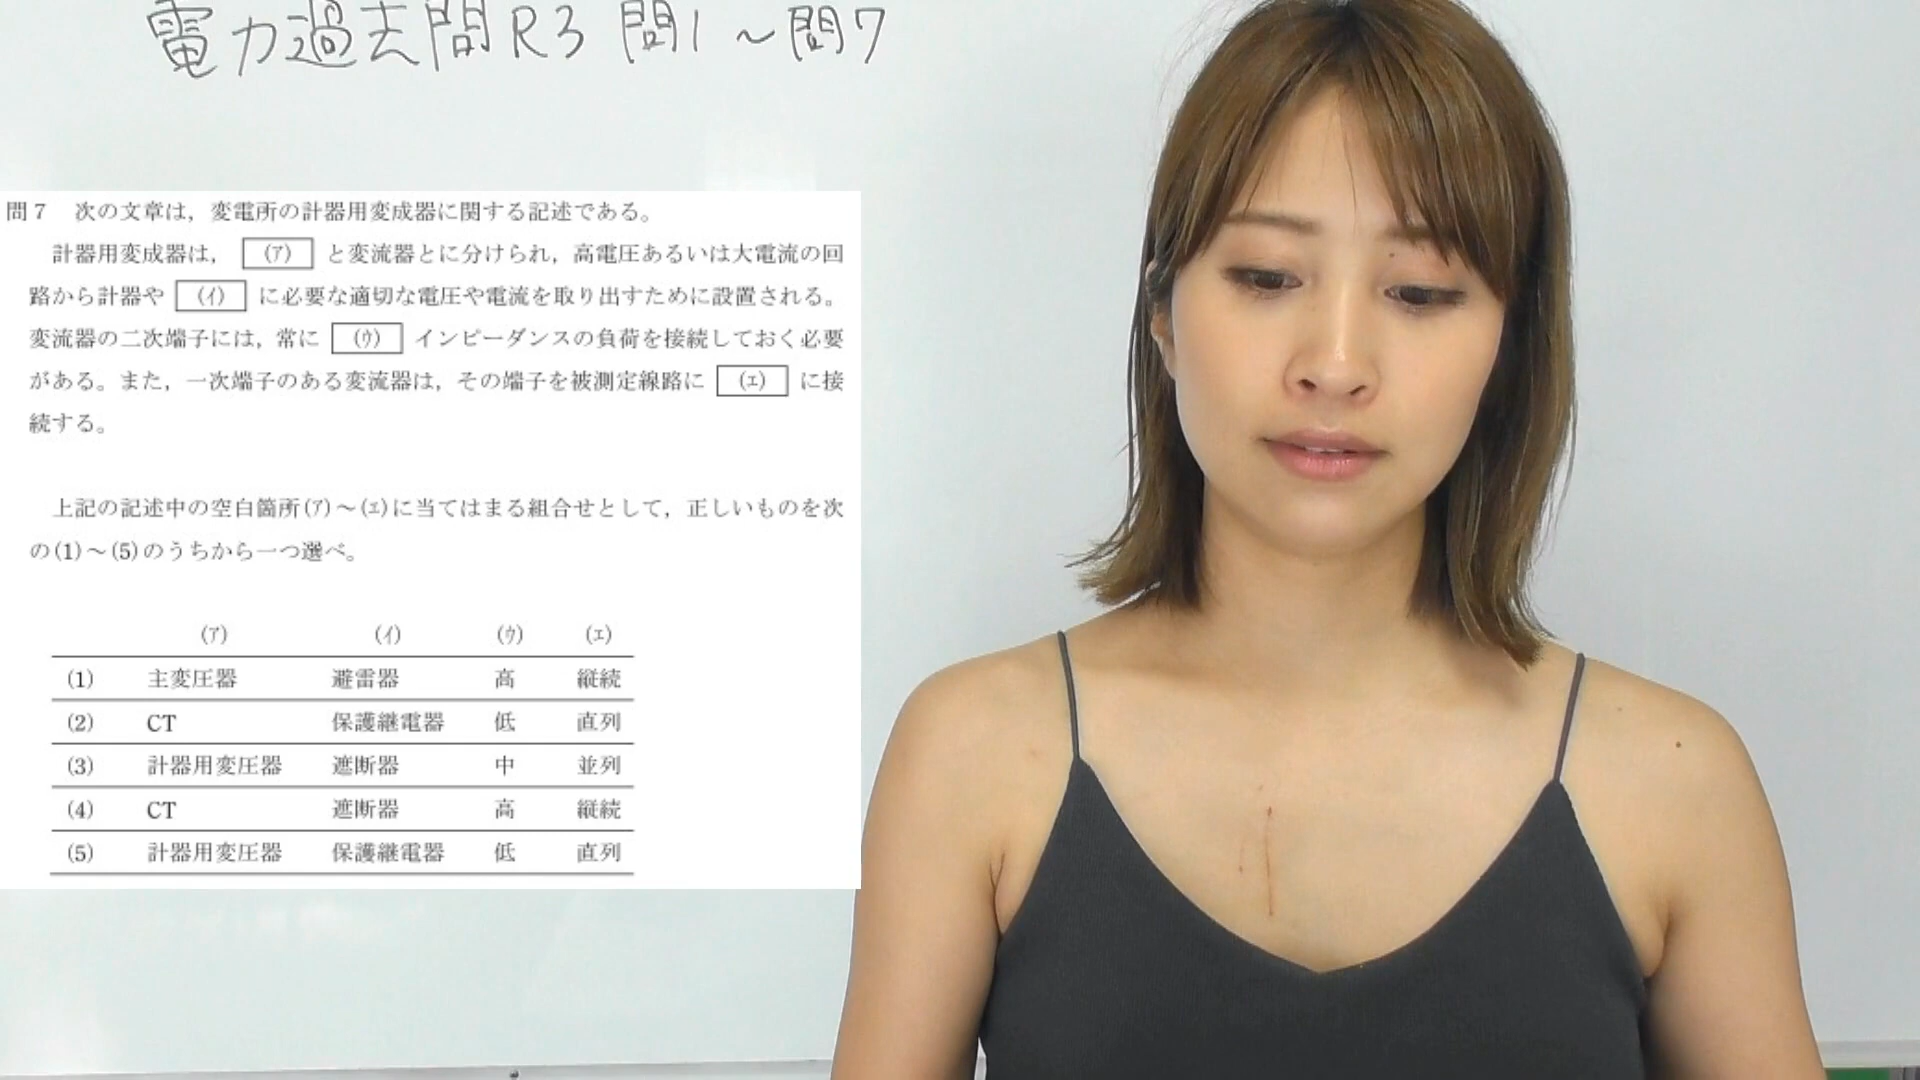 電力過去問R3 問1～問7
問7 次の文章は，変電所の計器用変成器に関する記述である。
計器用変成器は， (ア) と変流器とに分けられ，高電圧あるいは大電流の回
路から計器や (イ) に必要な適切な電圧や電流を取り出すために設置される。
変流器の二次端子には，常に (ウ) インピーダンスの負荷を接続しておく必要
がある。また，一次端子のある変流器は，その端子を被測定線路に (エ) に接
続する。
上記の記述中の空白箇所(ア)～(エ)に当てはまる組合せとして，正しいものを次
の(1)～(5)のうちから一つ選べ。
(ア) (イ) (ウ) (エ)
(1) 主変圧器 避雷器 高 縦続
(2) CT 保護継電器 低 直列
(3) 計器用変圧器 遮断器 中 並列
(4) CT 遮断器 高 縦続
(5) 計器用変圧器 保護継電器 低 直列